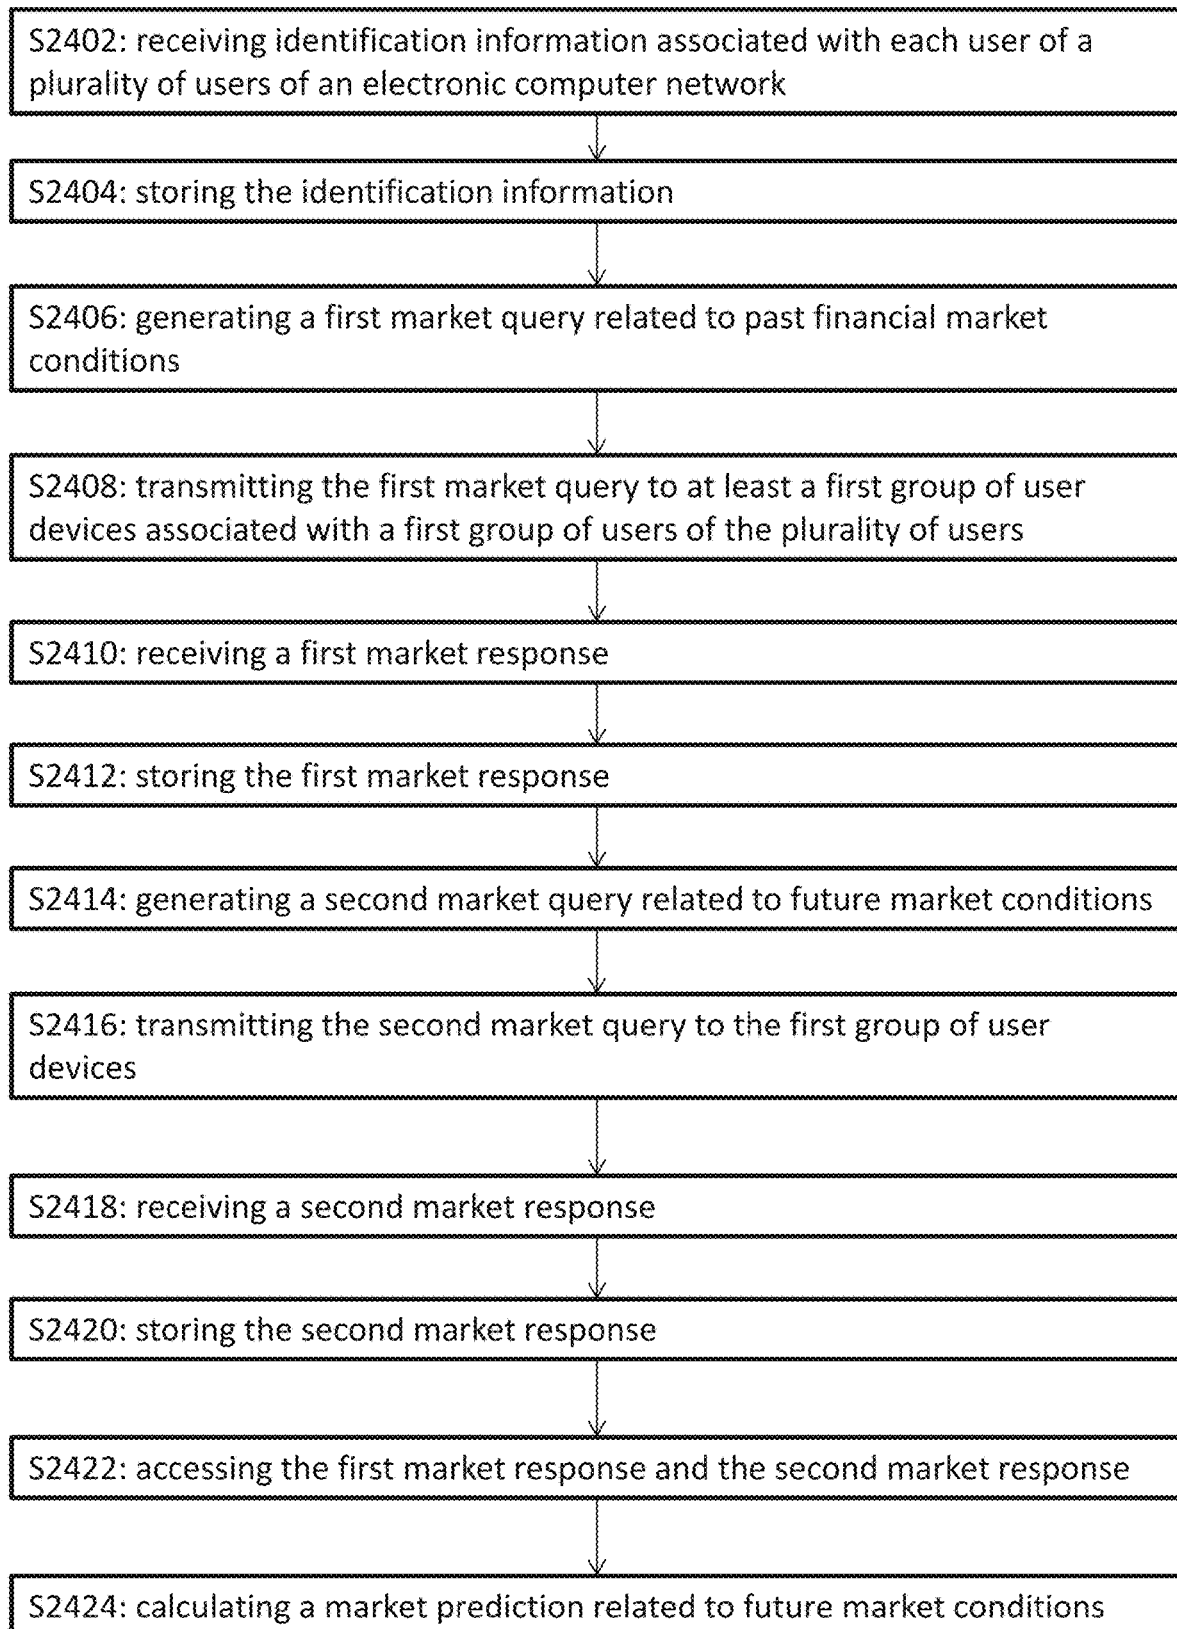 S2402: receiving identification information associated with each user of a
plurality of users of an electronic computer network
S2404: storing the identification information
S2406: generating a first market query related to past financial market
conditions
S2408: transmitting the first market query to at least a first group of user
devices associated with a first group of users of the plurality of users
S2410: receiving a first market response
S2412: storing the first market response
S2414: generating a second market query related to future market conditions
S2416: transmitting the second market query to the first group of user
devices
S2418: receiving a second market response
S2420: storing the second market response
S2422: accessing the first market response and the second market response
S2424: calculating a market prediction related to future market conditions